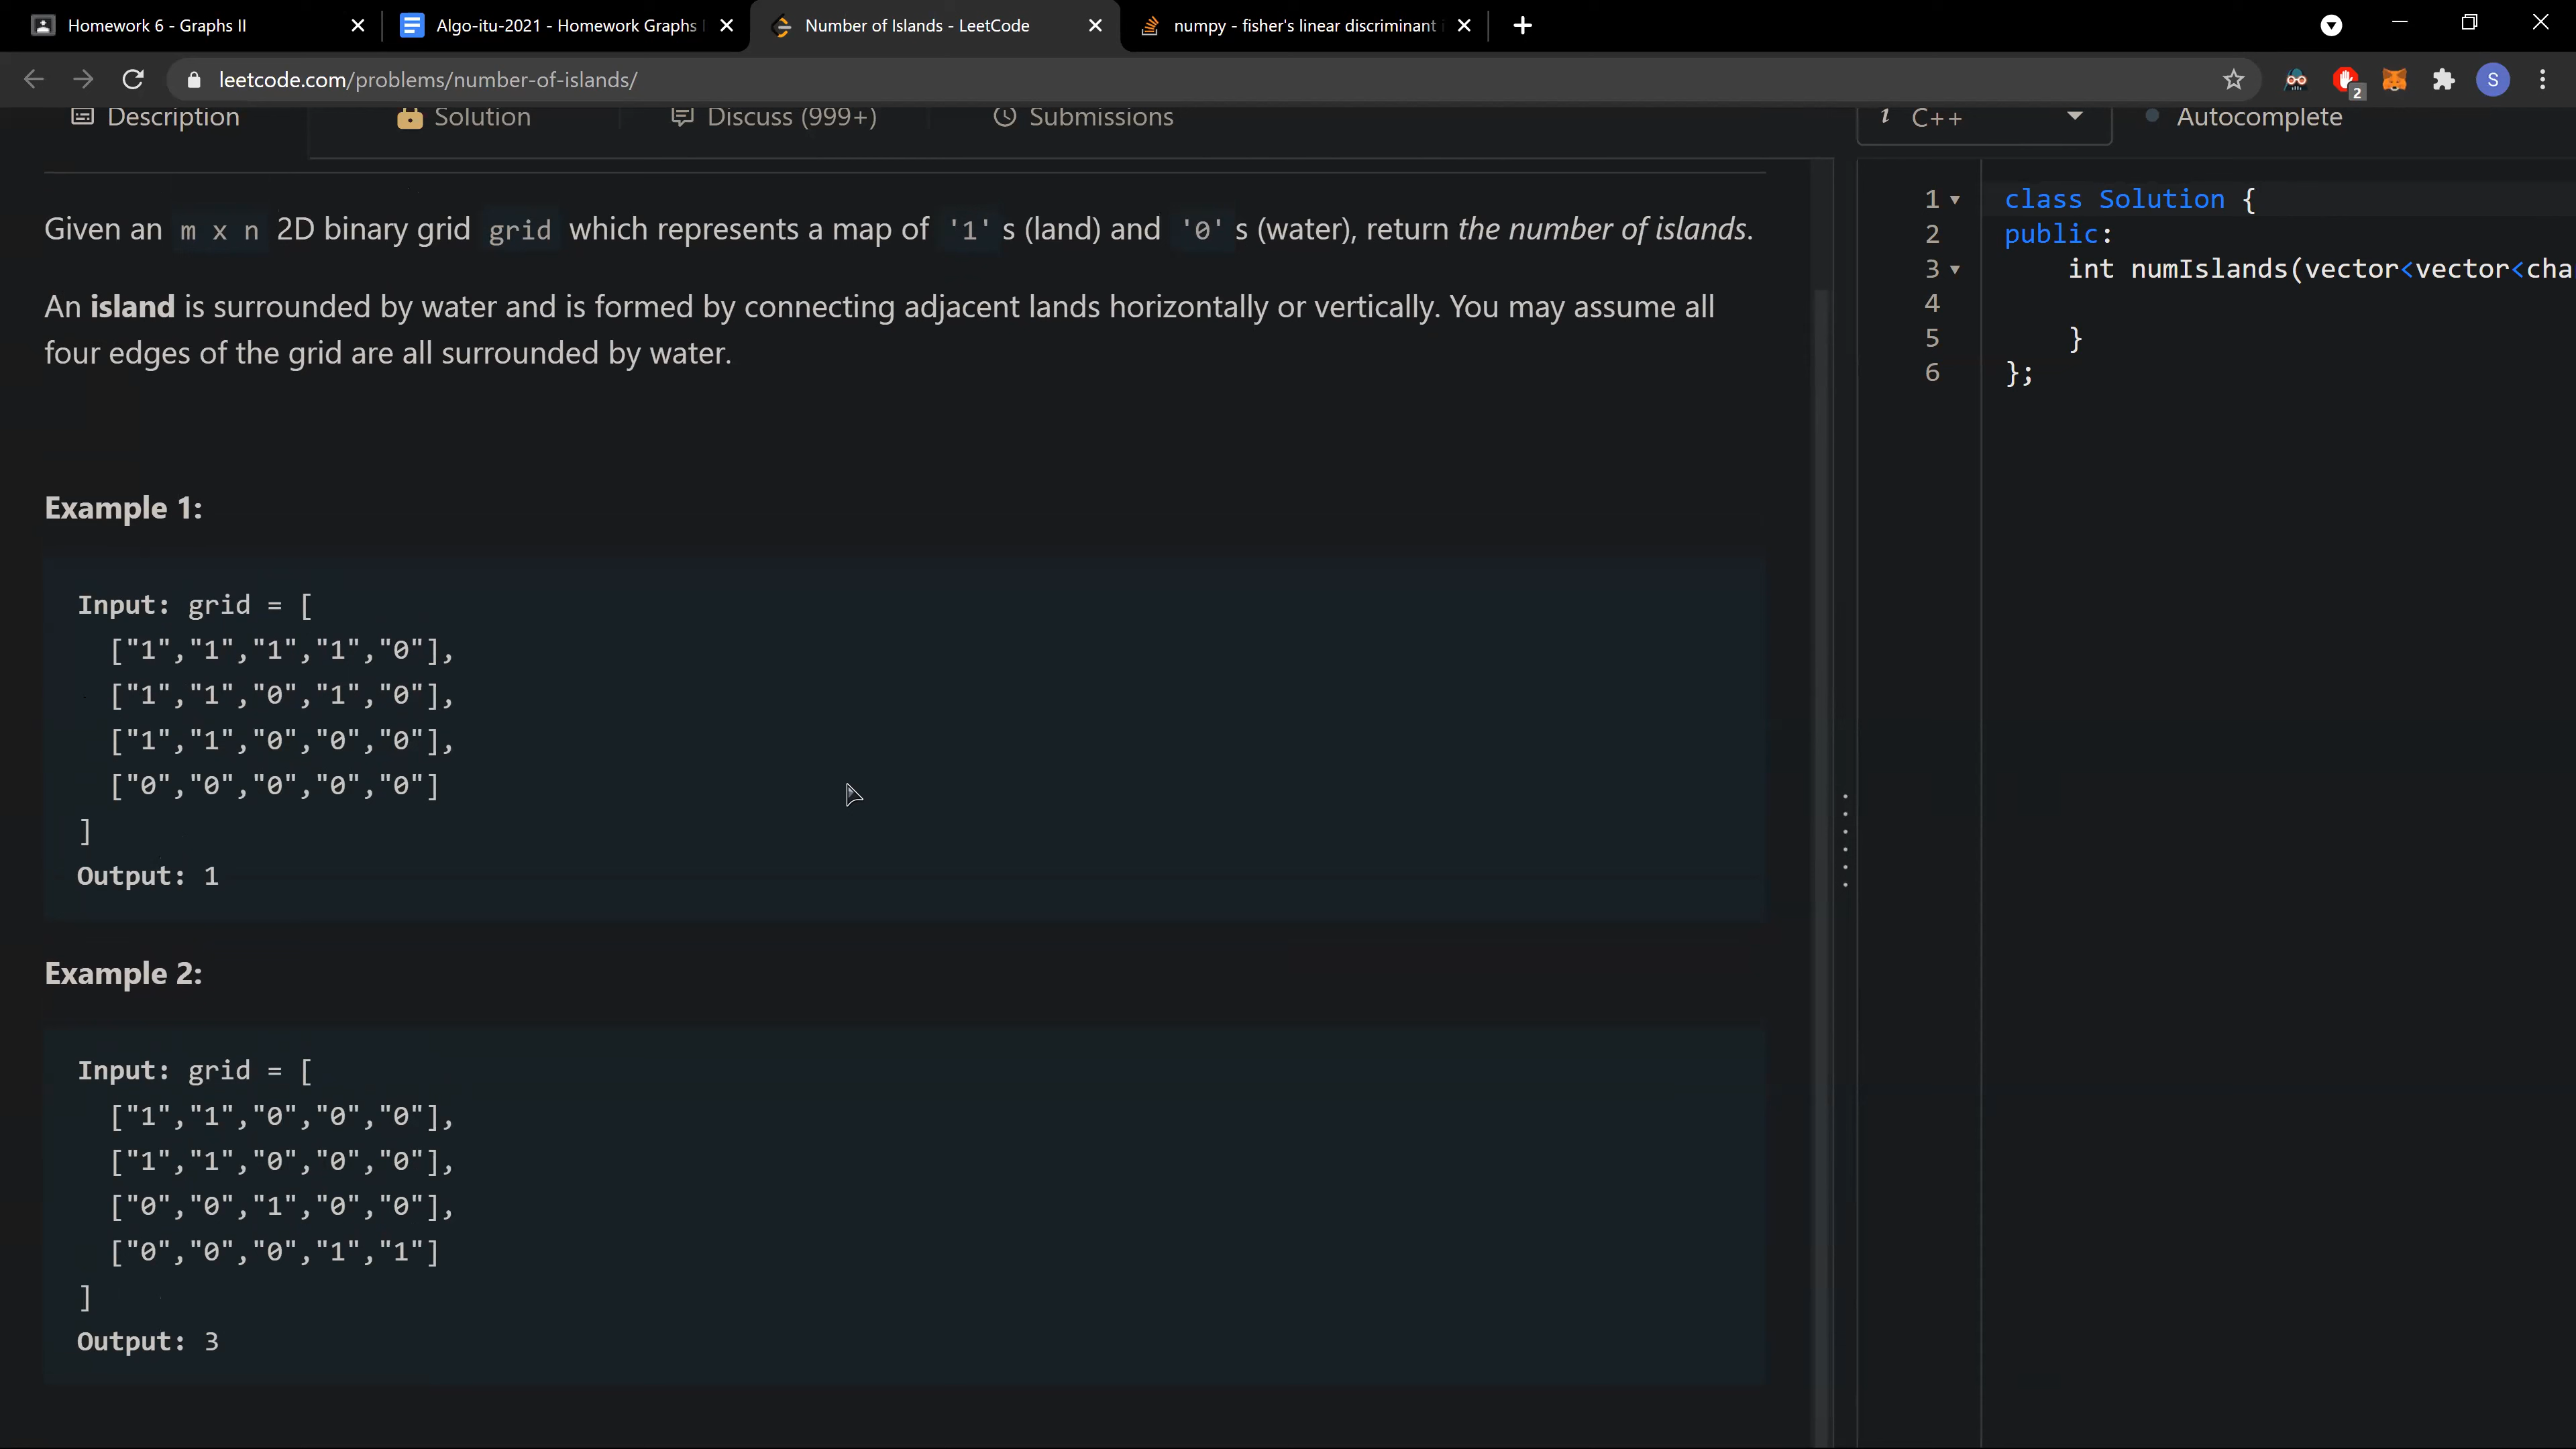 Homework 6 - Graphs II
Algo-itu-2021 - Homework Graphs
Number of Islands - LeetCode
numpy - fisher's linear discriminant
leetcode.com/problems/number-of-islands/
2
S
Description
Solution
Discuss (999+)
Submissions
i C++
Autocomplete
Given an m x n 2D binary grid grid which represents a map of '1' s (land) and '0' s (water), return the number of islands.
An island is surrounded by water and is formed by connecting adjacent lands horizontally or vertically. You may assume all
four edges of the grid are all surrounded by water.
Example 1:
Input: grid = [
["1","1","1","1","0"],
["1","1","0","1","0"],
["1","1","0","0","0"],
["0","0","0","0","0"]
]
Output: 1
Example 2:
Input: grid = [
["1","1","0","0","0"],
["1","1","0","0","0"],
["0","0","1","0","0"],
["0","0","0","1","1"]
]
Output: 3
1 class Solution {
2 public:
3 int numIslands(vector<vector<cha
4
5 }
6 };